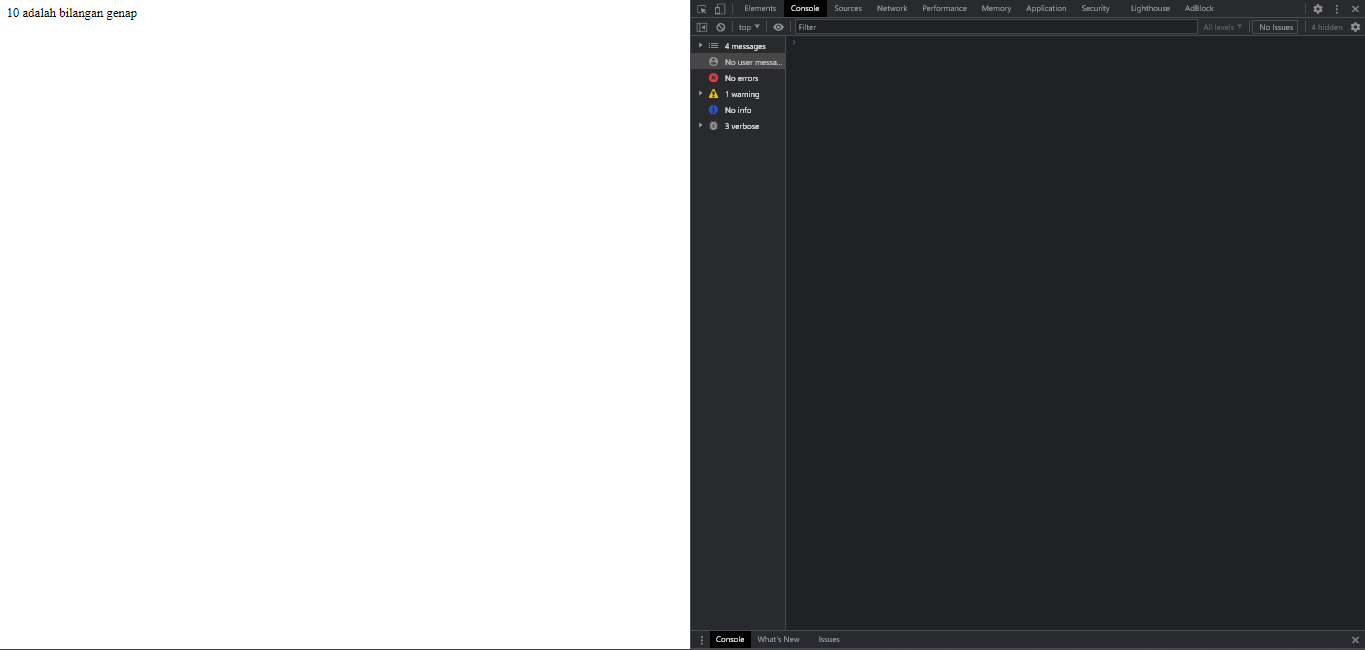 10 adalah bilangan genap
Elements Console Sources Network Performance Memory Application Security Lighthouse AdBlock
top Filter All levels No Issues 4 hidden
4 messages
No user messa...
No errors
1 warning
No info
3 verbose
Console What's New Issues